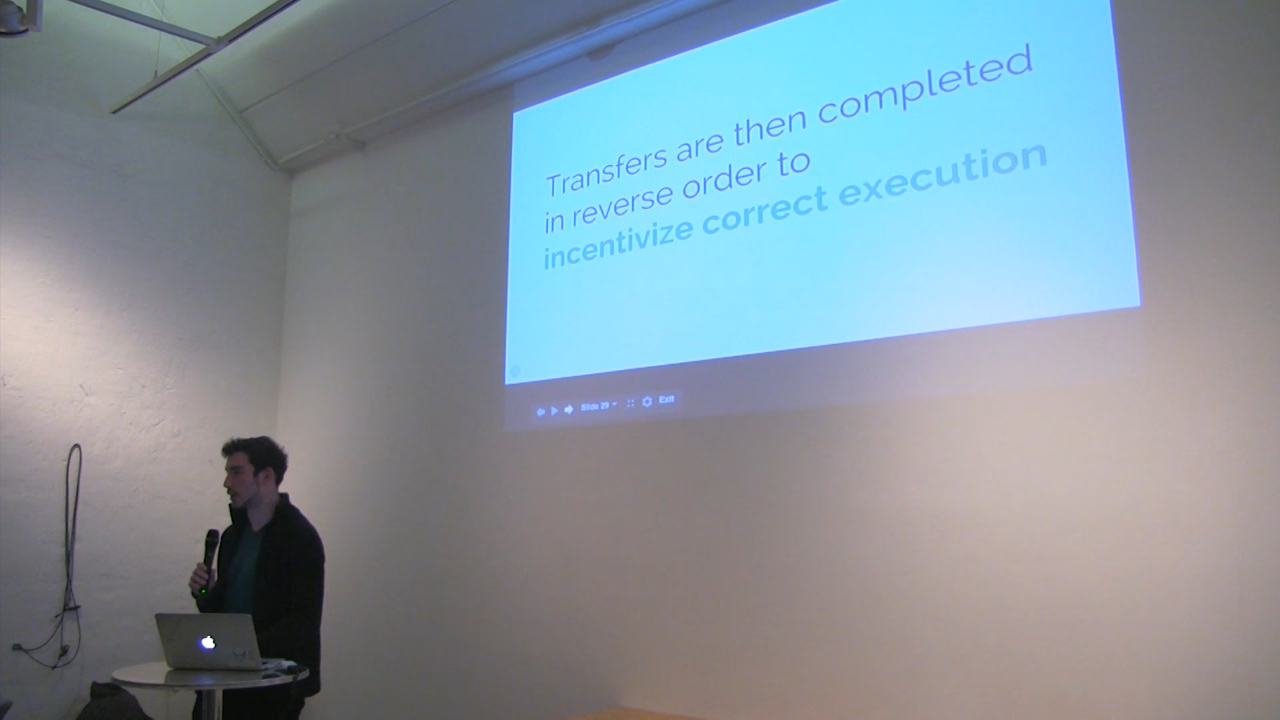 Transfers are then completed
in reverse order to
incentivize correct execution
Slide 29 Exit